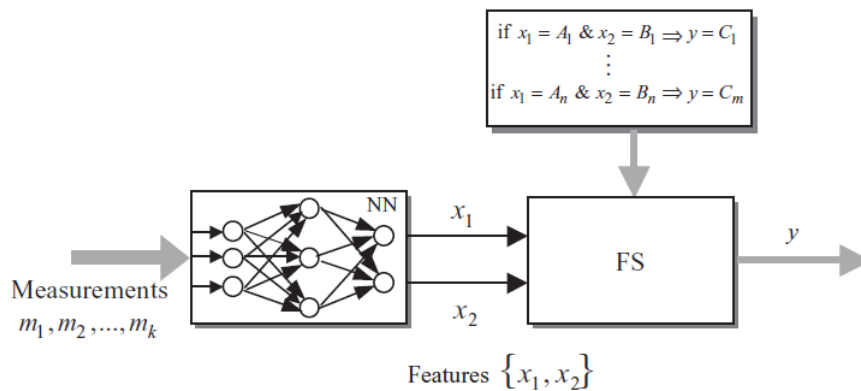 if x₁ = A₁ & x₂ = B₁ ⇒ y = C₁
⋮
if x₁ = Aₙ & x₂ = Bₙ ⇒ y = Cₘ
NN
x₁
x₂
FS
y
Measurements
m₁, m₂ ,..., mₖ
Features {x₁, x₂}